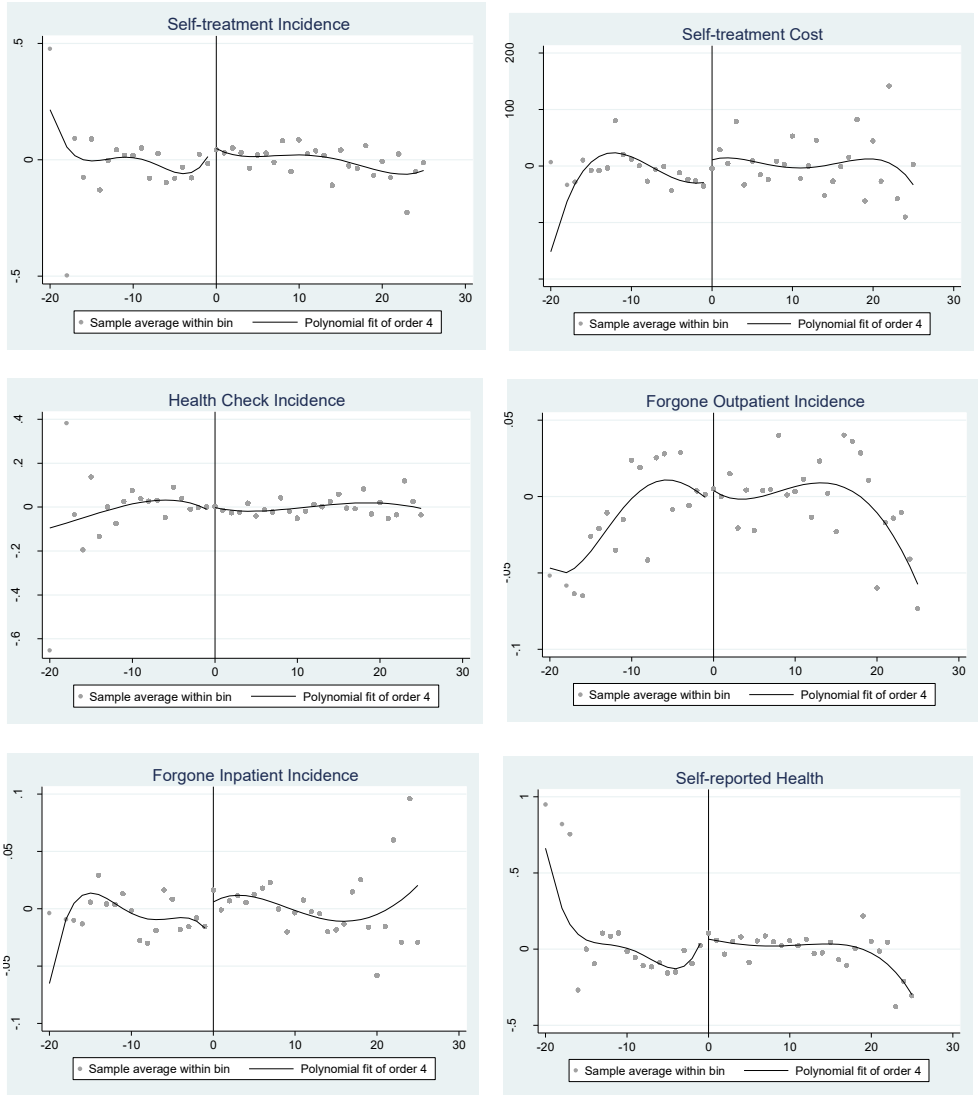 Self-treatment Incidence
.5
0
-.5
-20 -10 0 10 20 30
Sample average within bin Polynomial fit of order 4
Self-treatment Cost
200
100
0
-20 -10 0 10 20 30
Sample average within bin Polynomial fit of order 4
Health Check Incidence
.4
.2
0
-.2
-.4
-.6
-20 -10 0 10 20 30
Sample average within bin Polynomial fit of order 4
Forgone Outpatient Incidence
.05
0
-.05
-.1
-20 -10 0 10 20 30
Sample average within bin Polynomial fit of order 4
Forgone Inpatient Incidence
.1
.05
0
-.05
-.1
-20 -10 0 10 20 30
Sample average within bin Polynomial fit of order 4
Self-reported Health
1
.5
0
-.5
-20 -10 0 10 20 30
Sample average within bin Polynomial fit of order 4